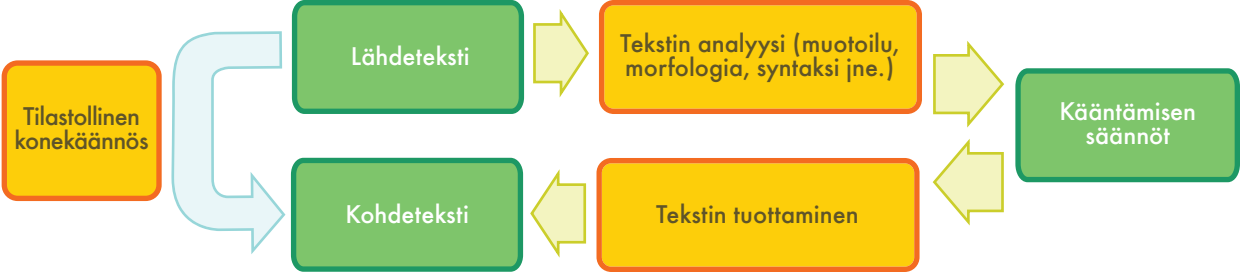 Tilastollinen
konekäännös
Lähdeteksti
Tekstin analyysi (muotoilu,
morfologia, syntaksi jne.)
Kääntämisen
säännöt
Tekstin tuottaminen
Kohdeteksti